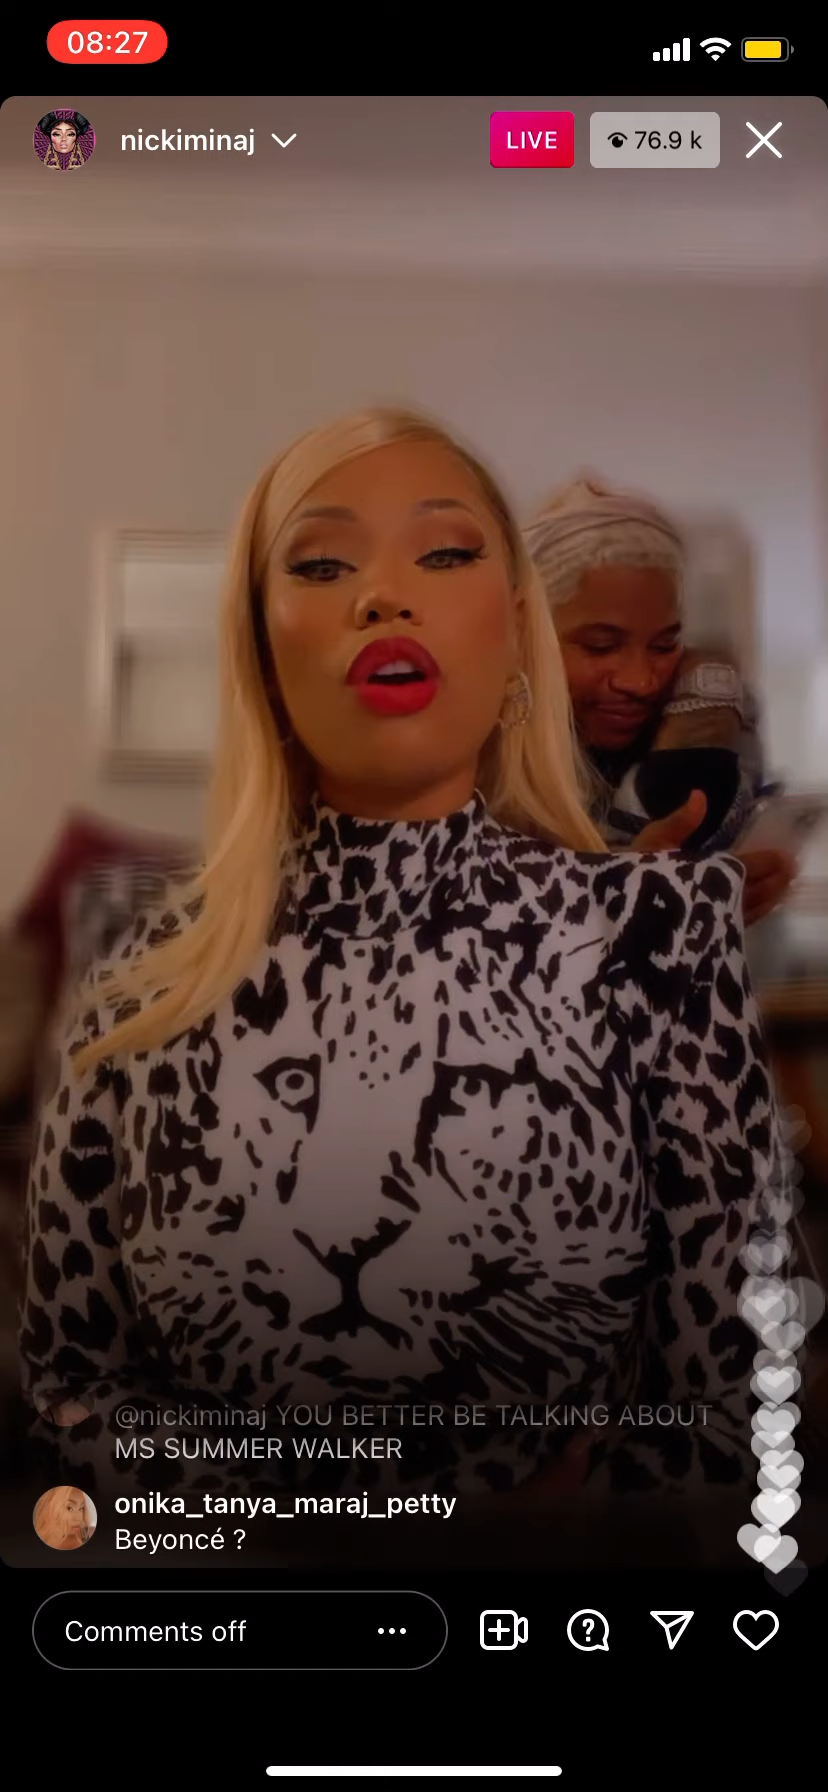 08:27
nickiminaj
LIVE
76.9 k
@nickiminaj YOU BETTER BE TALKING ABOUT
MS SUMMER WALKER
onika_tanya_maraj_petty
Beyoncé ?
Comments off